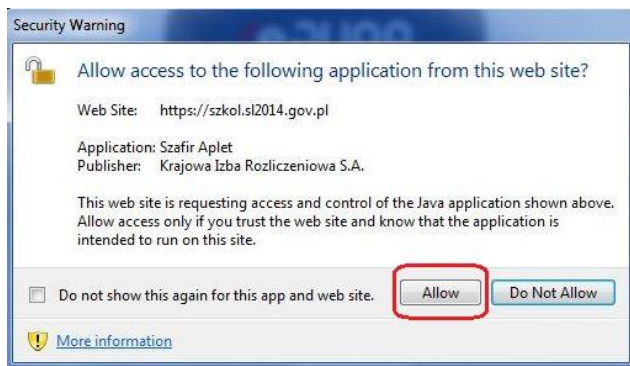 Security Warning
Allow access to the following application from this web site?
Web Site: https://szkol.sl2014.gov.pl
Application: Szafir Aplet
Publisher: Krajowa Izba Rozliczeniowa S.A.
This web site is requesting access and control of the Java application shown above.
Allow access only if you trust the web site and know that the application is
intended to run on this site.
Do not show this again for this app and web site. Allow Do Not Allow
More information